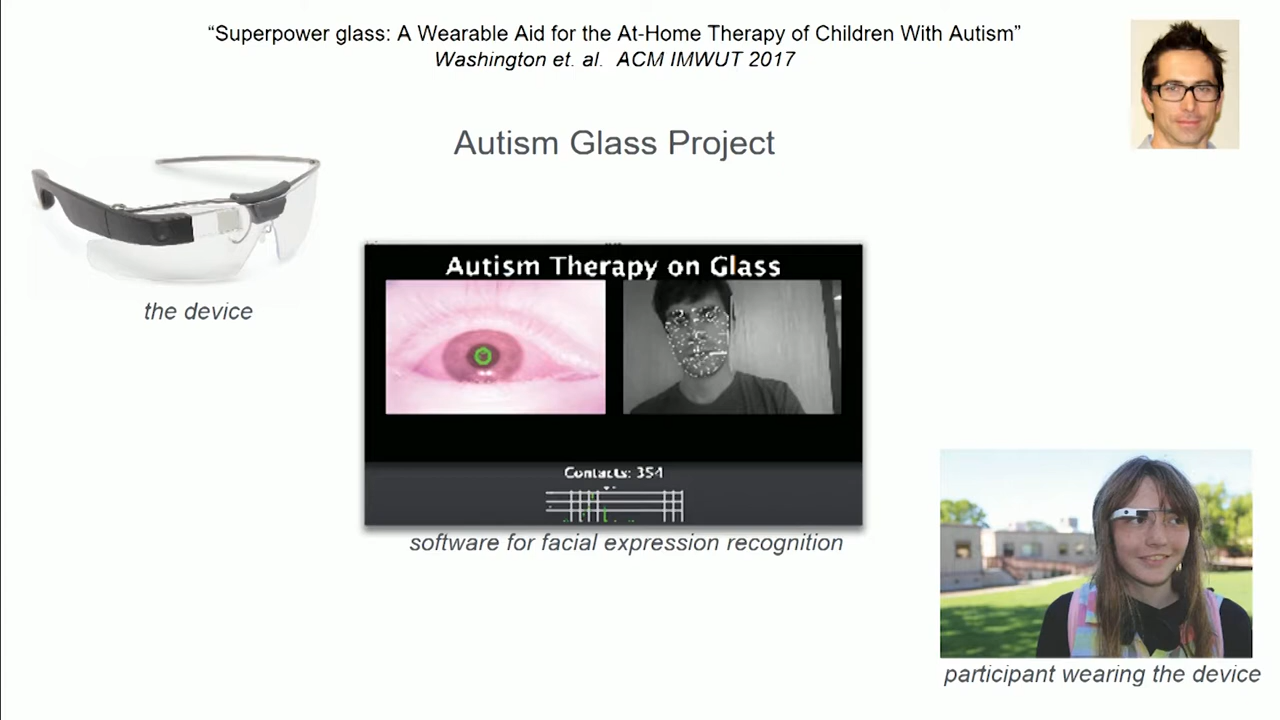 “Superpower glass: A Wearable Aid for the At-Home Therapy of Children With Autism”
Washington et. al. ACM IMWUT 2017
Autism Glass Project
the device
Autism Therapy on Glass
Contacts: 354
software for facial expression recognition
participant wearing the device